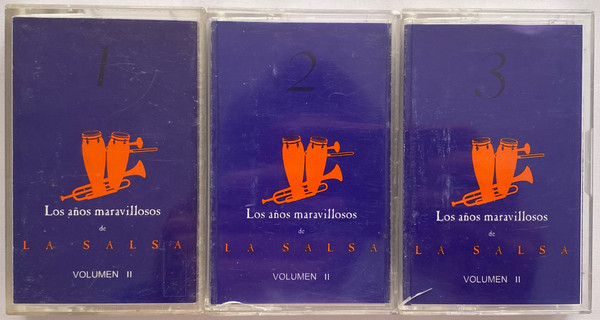 1
Los años maravillosos
de
LA SALSA
VOLUMEN II
2
Los años maravillosos
de
LA SALSA
VOLUMEN II
3
Los años maravillosos
de
LA SALSA
VOLUMEN II